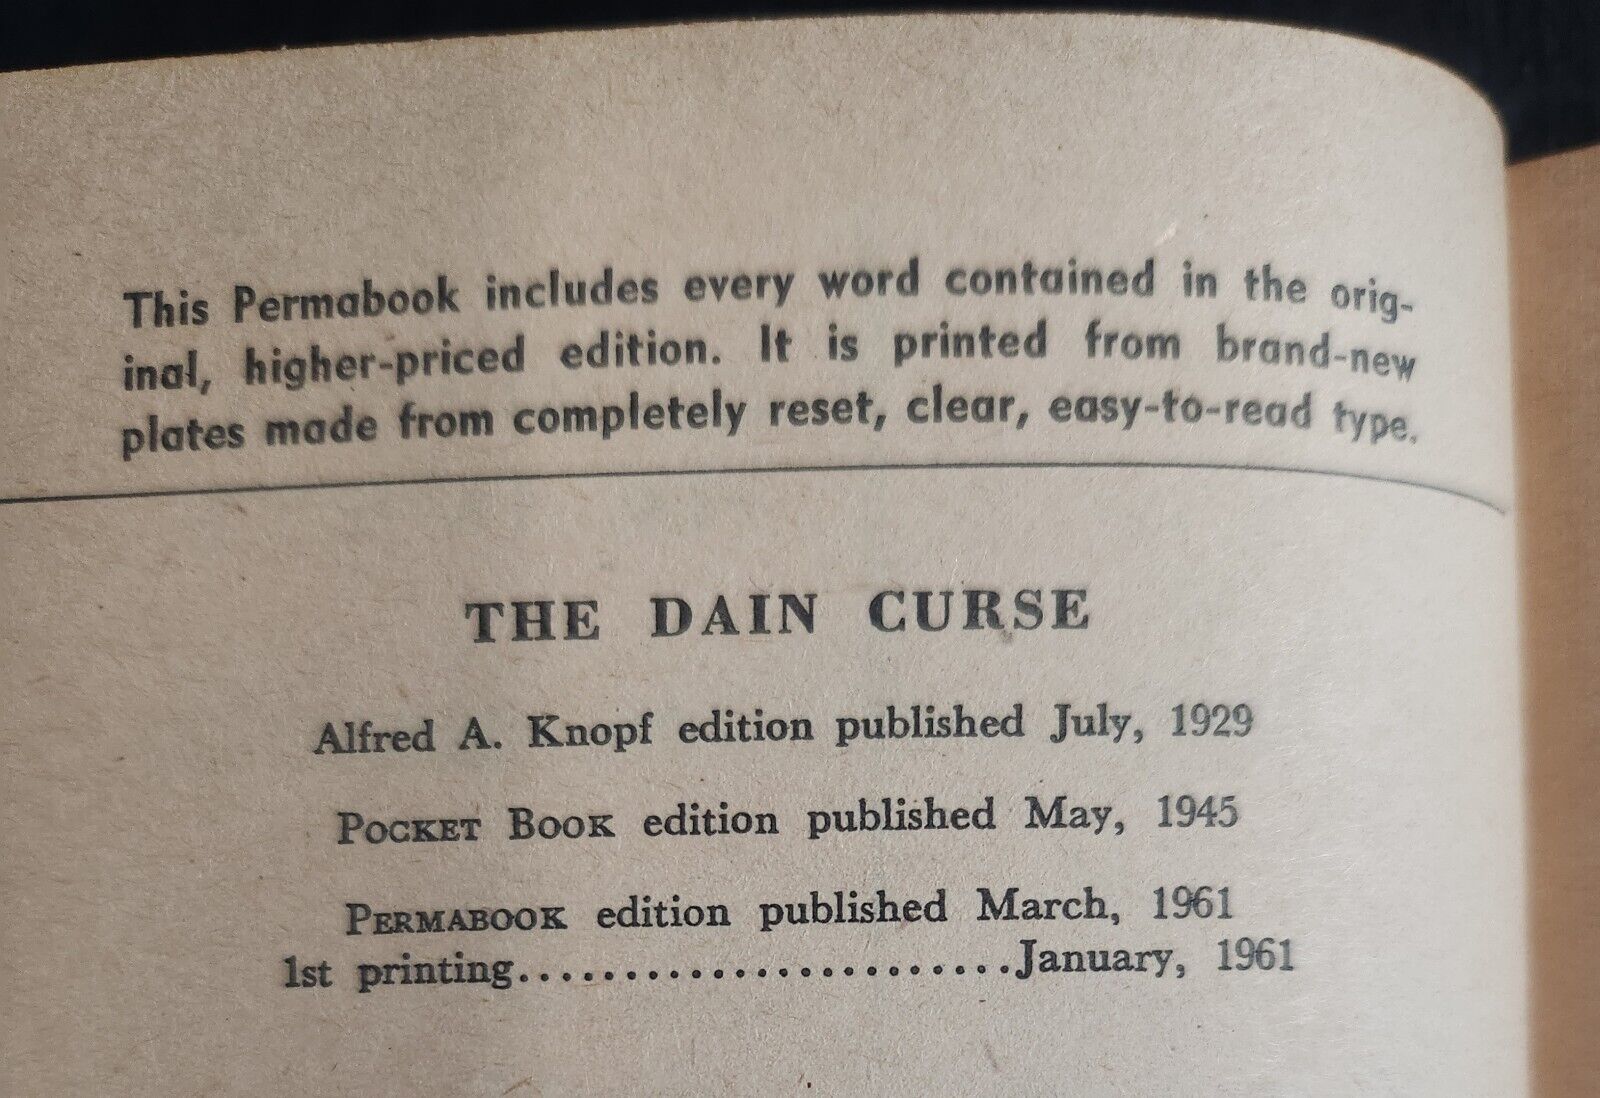 This Permabook includes every word contained in the orig-
inal, higher-priced edition. It is printed from brand-new
plates made from completely reset, clear, easy-to-read type.
THE DAIN CURSE
Alfred A. Knopf edition published July, 1929
POCKET BOOK edition published May, 1945
PERMABOOK edition published March, 1961
1st printing........................January, 1961